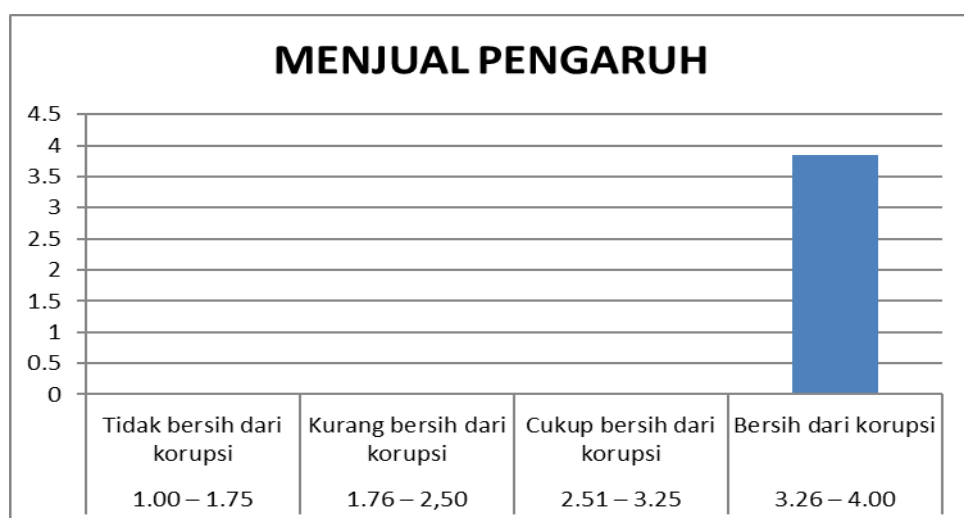 MENJUAL PENGARUH
4.5
4
3.5
3
2.5
2
1.5
1
0.5
0
Tidak bersih dari korupsi
Kurang bersih dari korupsi
Cukup bersih dari korupsi
Bersih dari korupsi
1.00 – 1.75
1.76 – 2,50
2.51 – 3.25
3.26 – 4.00